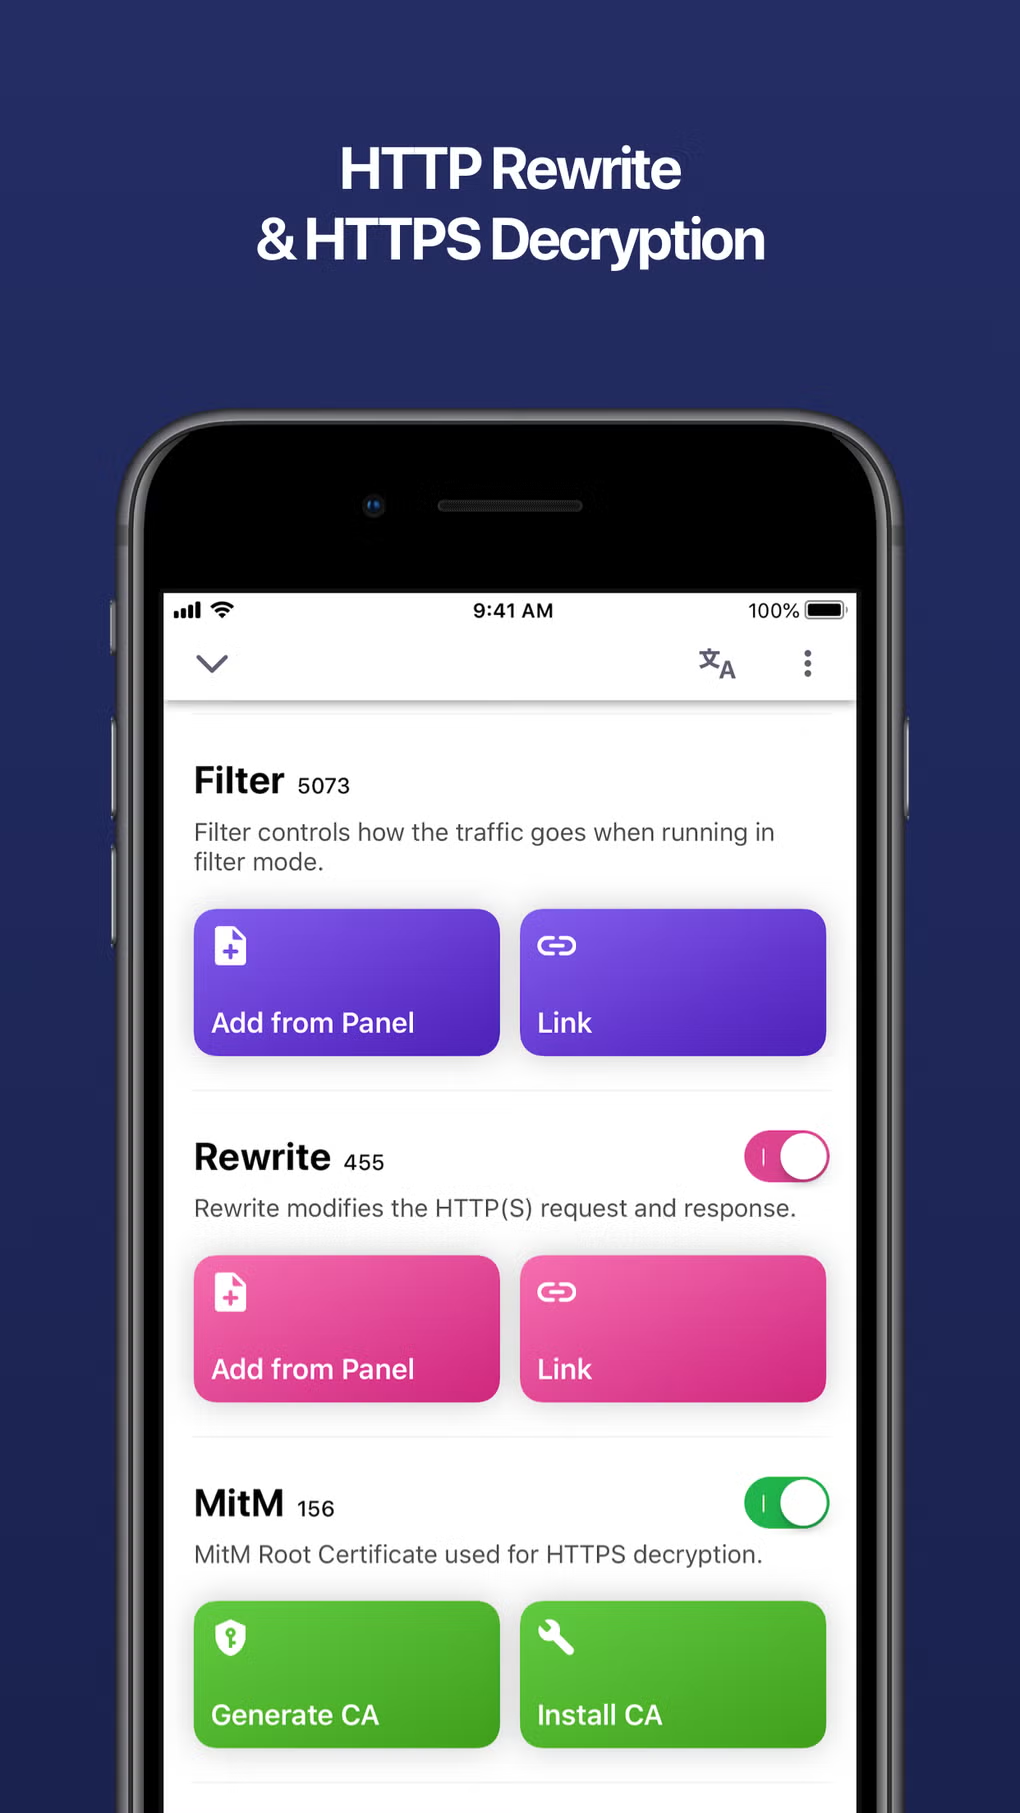 HTTP Rewrite
& HTTPS Decryption
9:41 AM
100%
Filter 5073
Filter controls how the traffic goes when running in
filter mode.
Add from Panel
Link
Rewrite 455
Rewrite modifies the HTTP(S) request and response.
Add from Panel
Link
MitM 156
MitM Root Certificate used for HTTPS decryption.
Generate CA
Install CA